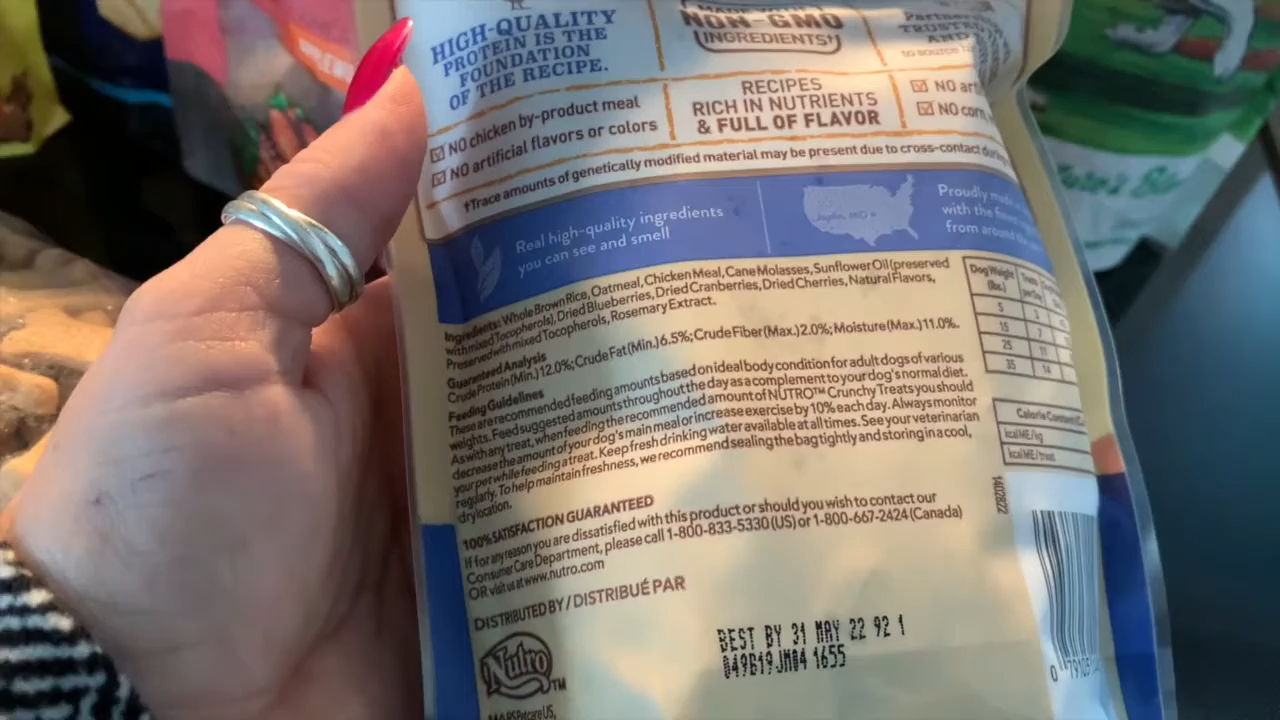 HIGH-QUALITY
PROTEIN IS THE
FOUNDATION
OF THE RECIPE.
NON-GMO
INGREDIENTS†
TRUST
☑ NO chicken by-product meal
☑ NO artificial flavors or colors
RECIPES
RICH IN NUTRIENTS
& FULL OF FLAVOR
☑ NO
☑ NO corn,
†Trace amounts of genetically modified material may be present due to cross-contact
Real high-quality ingredients
you can see and smell
Joplin, MO
Proudly
with the
from around
Ingredients: Whole Brown Rice, Oatmeal, Chicken Meal, Cane Molasses, Sunflower Oil (preserved
with mixed Tocopherols), Dried Blueberries, Dried Cranberries, Dried Cherries, Natural Flavors,
Preserved with mixed Tocopherols, Rosemary Extract.
Guaranteed Analysis
Crude Protein (Min.) 12.0%; Crude Fat (Min.) 6.5%; Crude Fiber (Max.) 2.0%; Moisture (Max.) 11.0%.
Feeding Guidelines
These are recommended feeding amounts based on ideal body condition for adult dogs of various
weights. Feed suggested amounts throughout the day as a complement to your dog's normal diet.
As with any treat, when feeding the recommended amount of NUTRO™ Crunchy Treats you should
decrease the amount of your dog's main meal or increase exercise by 10% each day. Always monitor
your pet while feeding a treat. Keep fresh drinking water available at all times. See your veterinarian
regularly. To help maintain freshness, we recommend sealing the bag tightly and storing in a cool,
dry location.
Dog Weight
(lbs.)
5 3
15 7
25 11
35 14
Calorie Content
kcal ME/kg
kcal ME/treat
1402822
100% SATISFACTION GUARANTEED
If for any reason you are dissatisfied with this product or should you wish to contact our
Consumer Care Department, please call 1-800-833-5330 (US) or 1-800-667-2424 (Canada)
OR visit us at www.nutro.com
DISTRIBUTED BY / DISTRIBUÉ PAR
Nutro TM
BEST BY 31 MAY 22 92 1
049B19JM04 1655
Petcare US,
0 79105